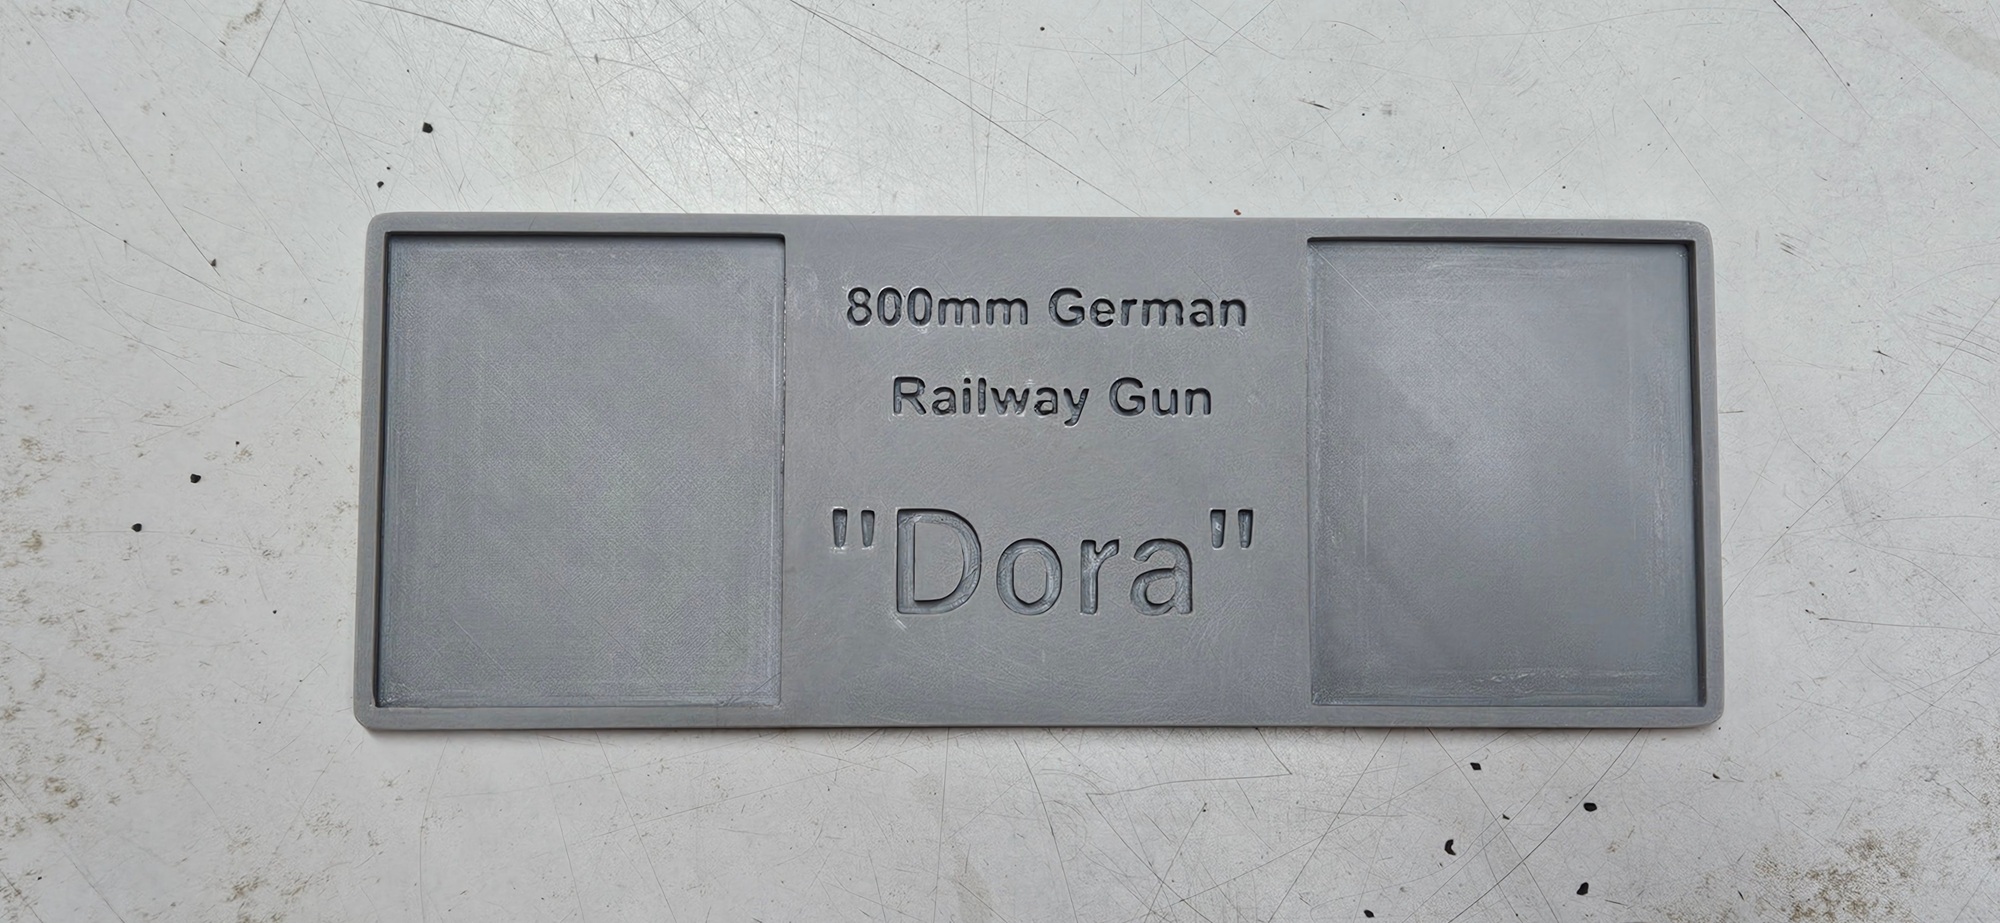 800mm German
Railway Gun
"Dora"